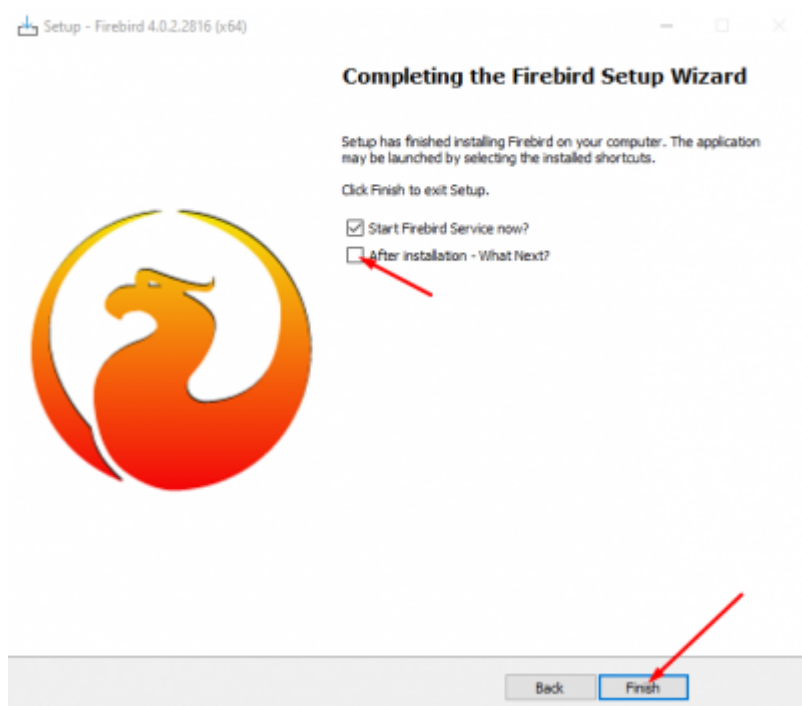 Setup - Firebird 4.0.2.2816 (x64)
Completing the Firebird Setup Wizard
Setup has finished installing Firebird on your computer. The application
may be launched by selecting the installed shortcuts.
Click Finish to exit Setup.
Start Firebird Service now?
After installation - What Next?
Back
Finish